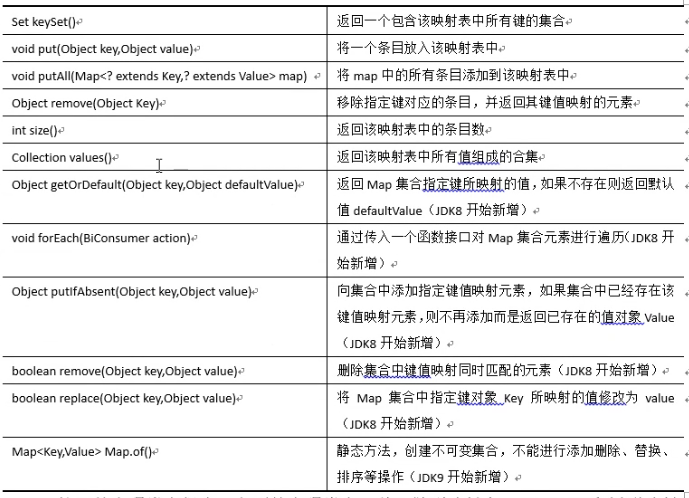 Set keySet()
返回一个包含该映射表中所有键的集合
void put(Object key,Object value)
将一个条目放入该映射表中
void putAll(Map<? extends Key,? extends Value> map)
将 map 中的所有条目添加到该映射表中
Object remove(Object Key)
移除指定键对应的条目，并返回其键值映射的元素
int size()
返回该映射表中的条目数
Collection values()
返回该映射表中所有值组成的合集
Object getOrDefault(Object key,Object defaultValue)
返回 Map 集合指定键所映射的值，如果不存在则返回默认
值 defaultValue（JDK8 开始新增）
void forEach(BiConsumer action)
通过传入一个函数接口对 Map 集合元素进行遍历(JDK8 开
始新增）
Object putIfAbsent(Object key,Object value)
向集合中添加指定键值映射元素，如果集合中已经存在该
键值映射元素,则不再添加而是返回已存在的值对象 Value
（JDK8 开始新增）
boolean remove(Object key,Object value)
删除集合中键值映射同时匹配的元素（JDK8 开始新增）
boolean replace(Object key,Object value)
将 Map 集合中指定键对象 Key 所映射的值修改为 value
（JDK8 开始新增）
Map<Key,Value> Map.of()
静态方法，创建不可变集合，不能进行添加删除、替换、
排序等操作（JDK9 开始新增）